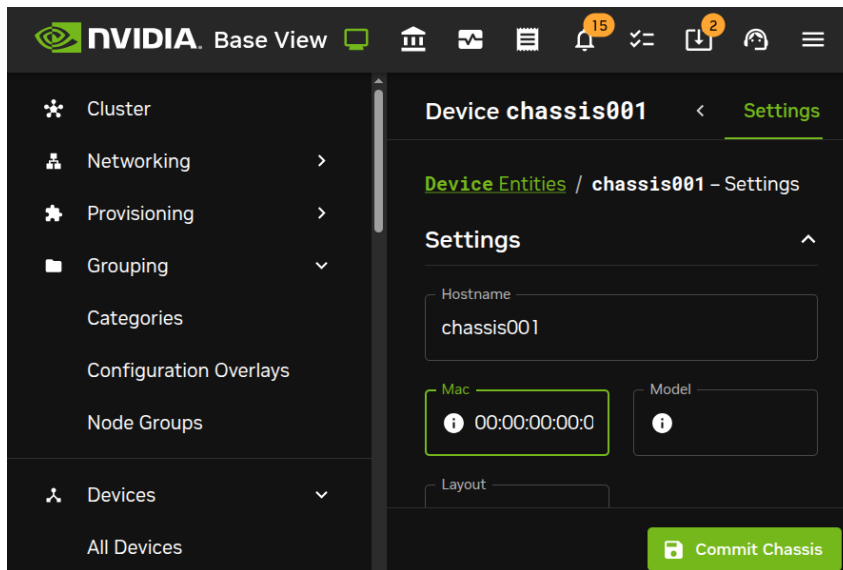 NVIDIA. Base View 15 2
Cluster
Networking
Provisioning
Grouping
Categories
Configuration Overlays
Node Groups
Devices
All Devices
Device chassis001 < Settings
Device Entities / chassis001 – Settings
Settings
Hostname
chassis001
Mac
00:00:00:00:0
Model
Layout
Commit Chassis